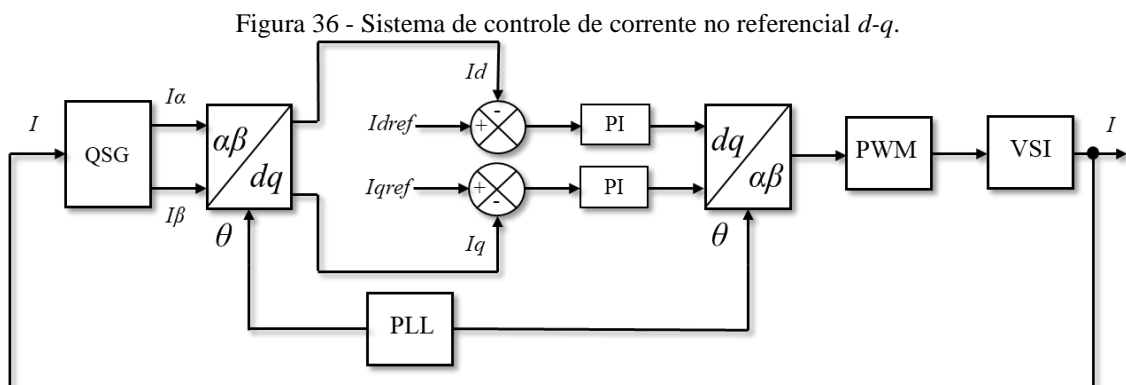 Figura 36 - Sistema de controle de corrente no referencial d-q.
I
QSG
Iα
Iβ
αβ
dq
θ
Id
-
Idref
+
PI
Iqref
+
-
PI
Iq
dq
αβ
θ
PWM
VSI
I
PLL